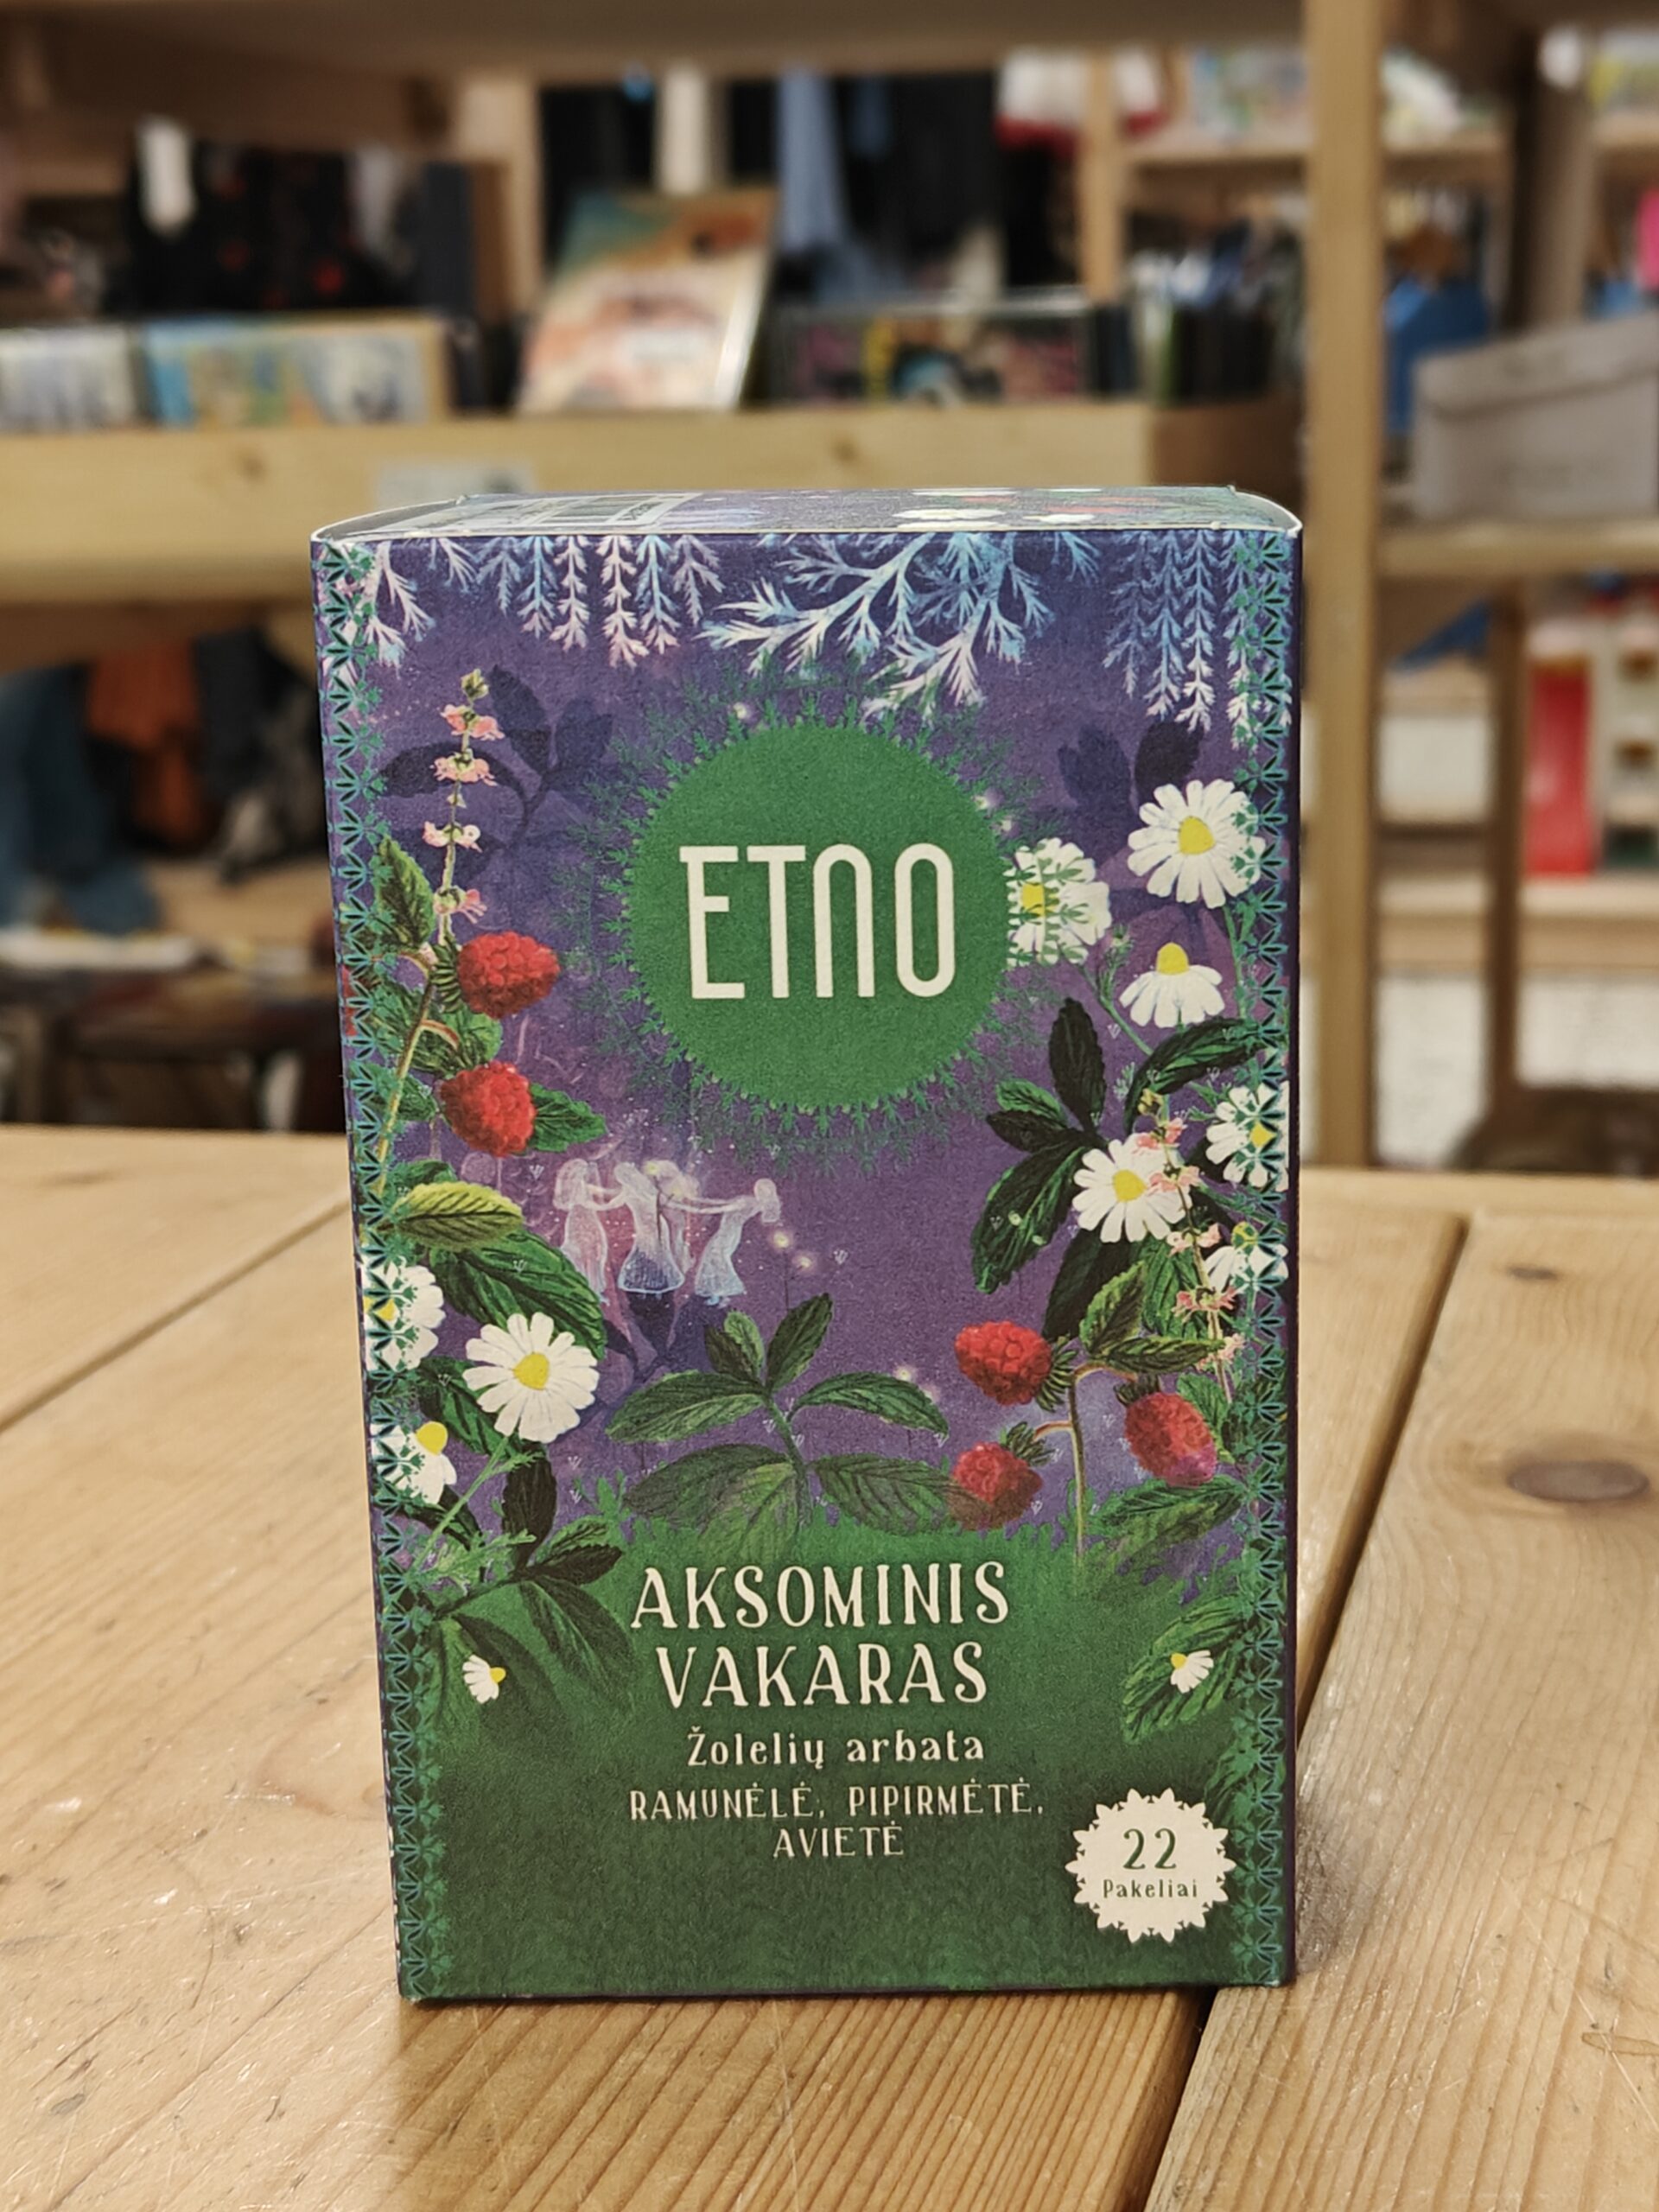 ETNO
AKSOMINIS
VAKARAS
Žolelių arbata
RAMUNĖLĖ, PIPIRMĖTĖ,
AVIETĖ
22
Pakeliai